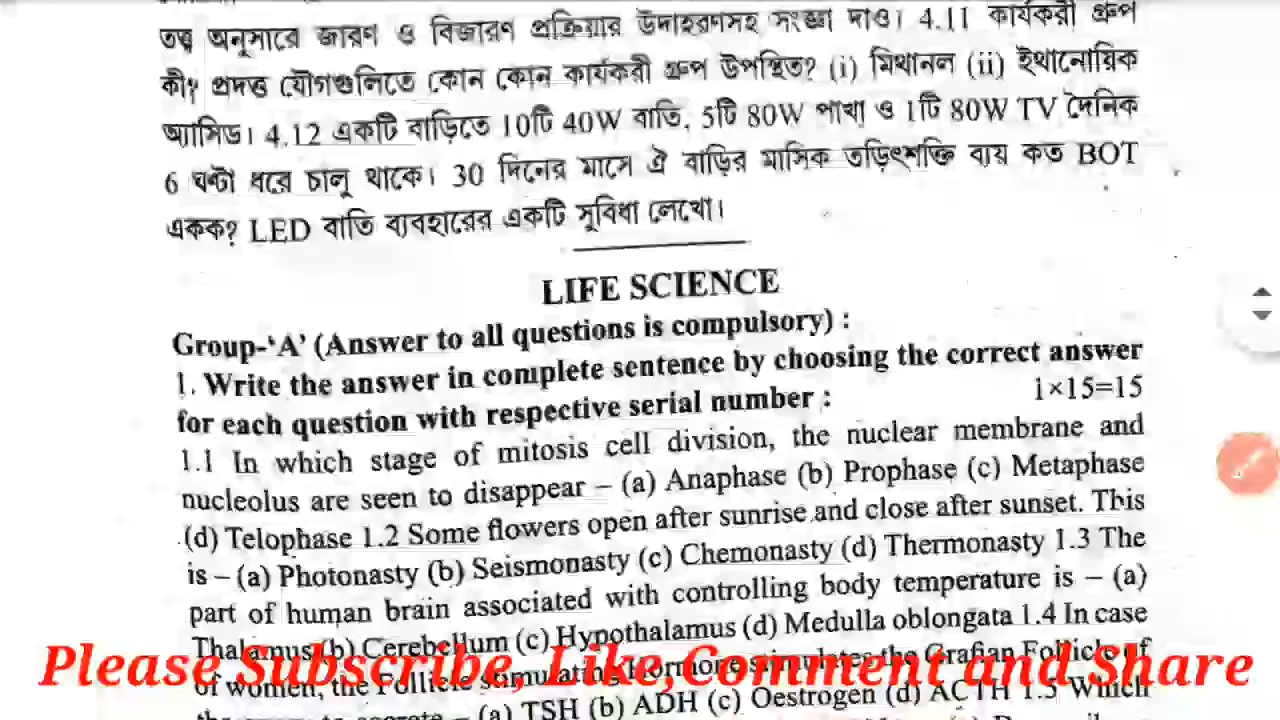 তত্ত্ব অনুসারে জারণ ও বিজারণ প্রক্রিয়ার উদাহরণসহ সংজ্ঞা দাও। 4.11 কার্যকরী গ্রুপ
কী? প্রদত্ত যৌগগুলিতে কোন কোন কার্যকরী গ্রুপ উপস্থিত? (i) মিথানল (ii) ইথানোয়িক
অ্যাসিড। 4.12 একটি বাড়িতে 10টি 40W বাতি, 5টি 80W পাখা ও 1টি 80W TV দৈনিক
6 ঘণ্টা ধরে চালু থাকে। 30 দিনের মাসে ঐ বাড়ির মাসিক তড়িৎশক্তি ব্যয় কত BOT
একক? LED বাতি ব্যবহারের একটি সুবিধা লেখো।
LIFE SCIENCE
Group-‘A’ (Answer to all questions is compulsory) :
1. Write the answer in complete sentence by choosing the correct answer
for each question with respective serial number : 1×15=15
1.1 In which stage of mitosis cell division, the nuclear membrane and
nucleolus are seen to disappear – (a) Anaphase (b) Prophase (c) Metaphase
(d) Telophase 1.2 Some flowers open after sunrise and close after sunset. This
is – (a) Photonasty (b) Seismonasty (c) Chemonasty (d) Thermonasty 1.3 The
part of human brain associated with controlling body temperature is – (a)
Thalamus (b) Cerebellum (c) Hypothalamus (d) Medulla oblongata 1.4 In case
of women, the Follicle stimulating hormone stimulates the Grafian Follicle of
Please Subscribe, Like,Comment and Share
– (a) TSH (b) ADH (c) Oestrogen (d) ACTH 1.5 Which